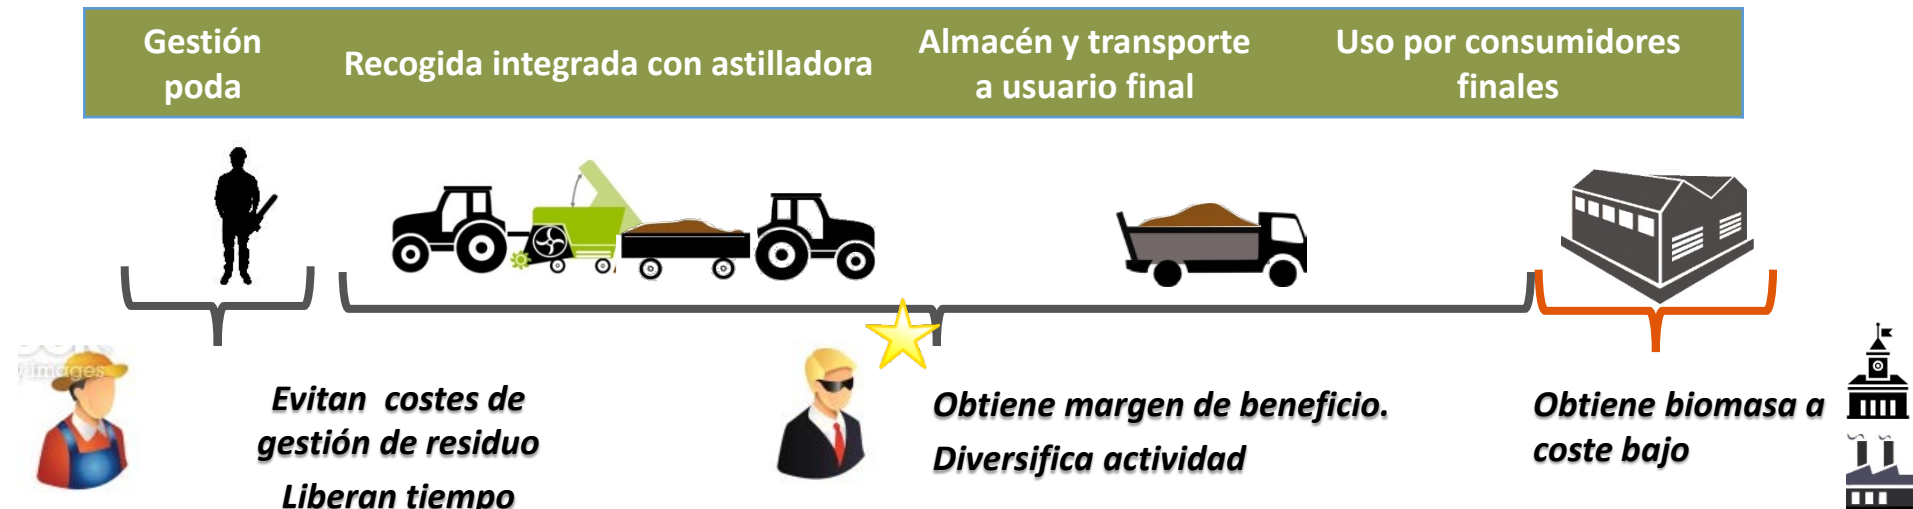 Gestión
poda
Recogida integrada con astilladora
Almacén y transporte
a usuario final
Uso por consumidores
finales
images
Evitan costes de
gestión de residuo
Liberan tiempo
Obtiene margen de beneficio.
Diversifica actividad
Obtiene biomasa a
coste bajo